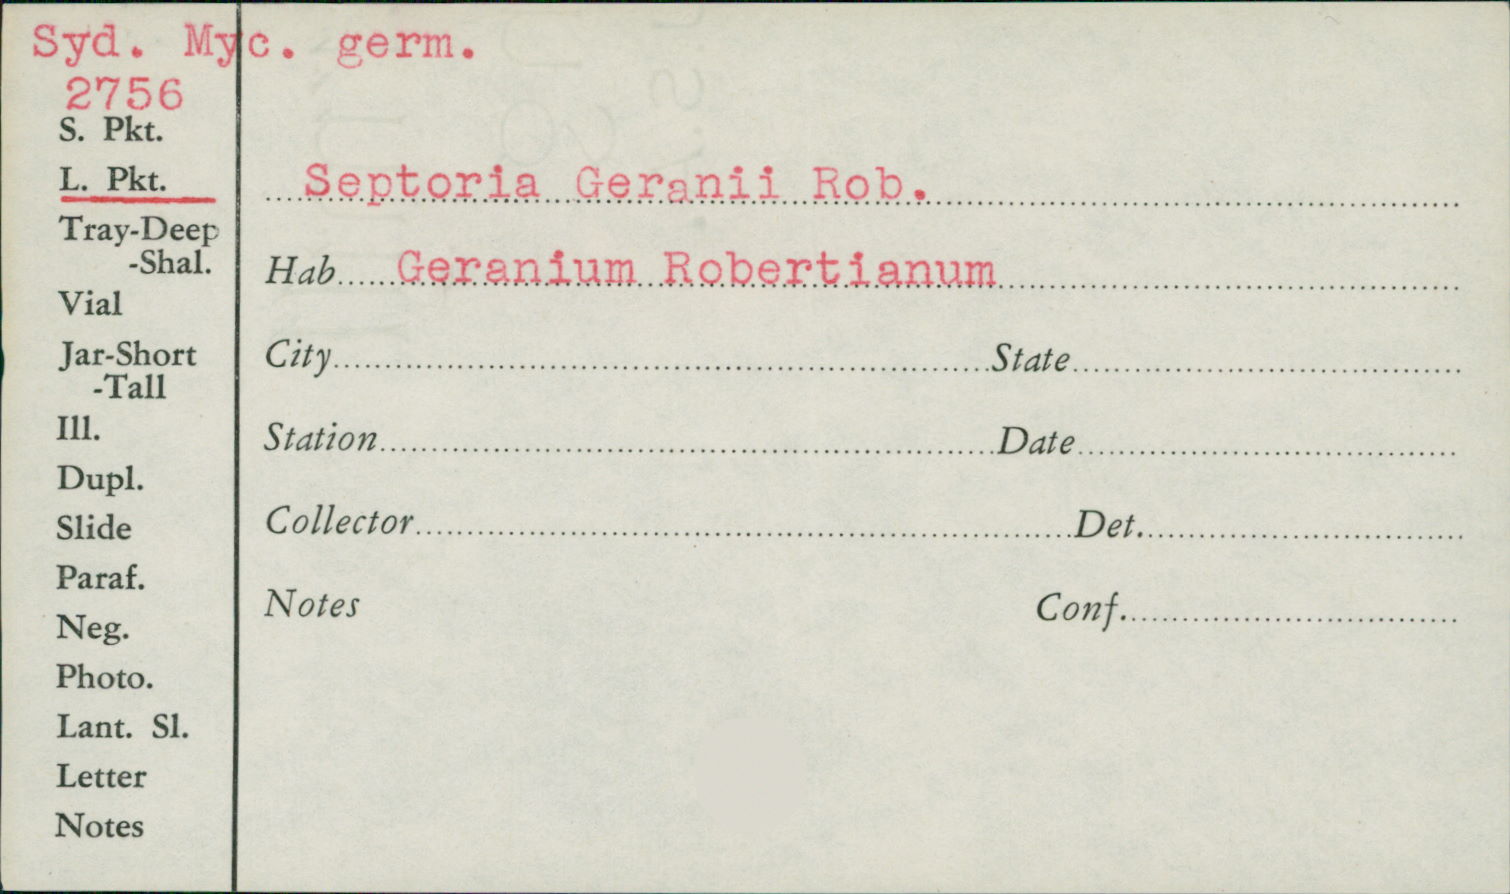 Syd. Myc. germ.
2756
S. Pkt.
L. Pkt.
Septoria Geranii Rob.
Tray-Deep
-Shal.
Hab Geranium Robertianum
Vial
Jar-Short
-Tall
City State
Ill.
Station Date
Dupl.
Slide
Collector Det.
Paraf.
Neg.
Notes Conf.
Photo.
Lant. Sl.
Letter
Notes